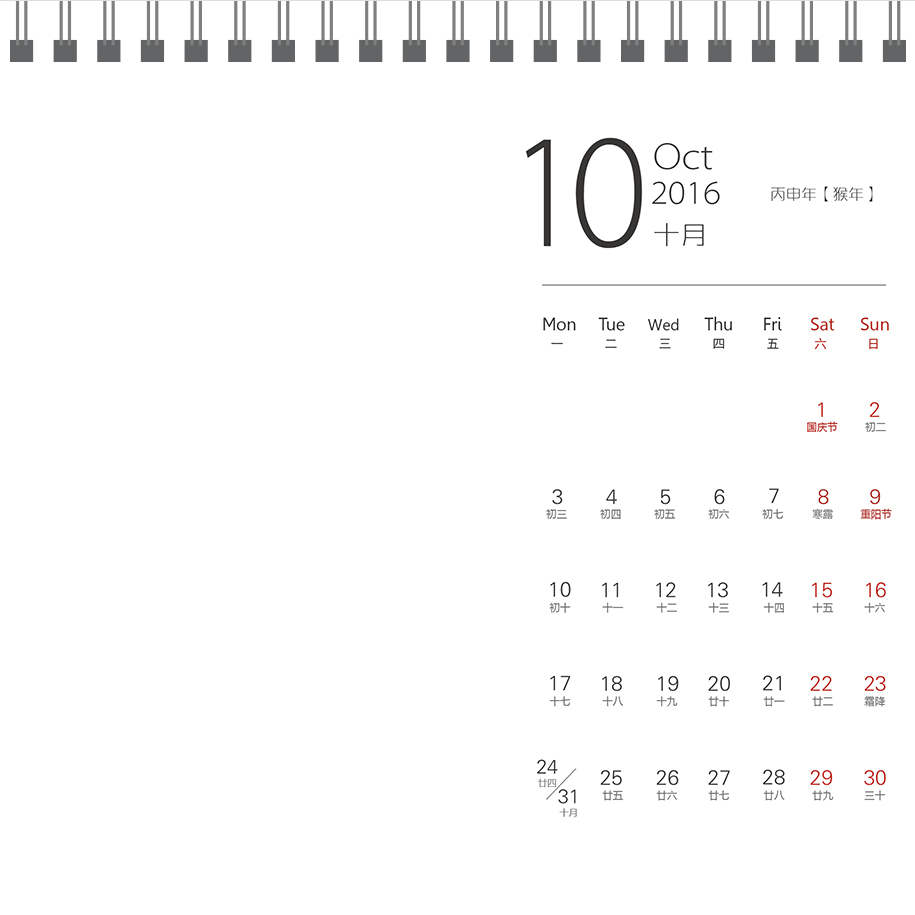 10
Oct
2016
十月
丙申年【猴年】
Mon Tue Wed Thu Fri Sat Sun
一 二 三 四 五 六 日
1 2
国庆节 初二
3 4 5 6 7 8 9
初三 初四 初五 初六 初七 寒露 重阳节
10 11 12 13 14 15 16
初十 十一 十二 十三 十四 十五 十六
17 18 19 20 21 22 23
十七 十八 十九 廿十 廿一 廿二 霜降
24 25 26 27 28 29 30
廿四 廿五 廿六 廿七 廿八 廿九 三十
31
十月